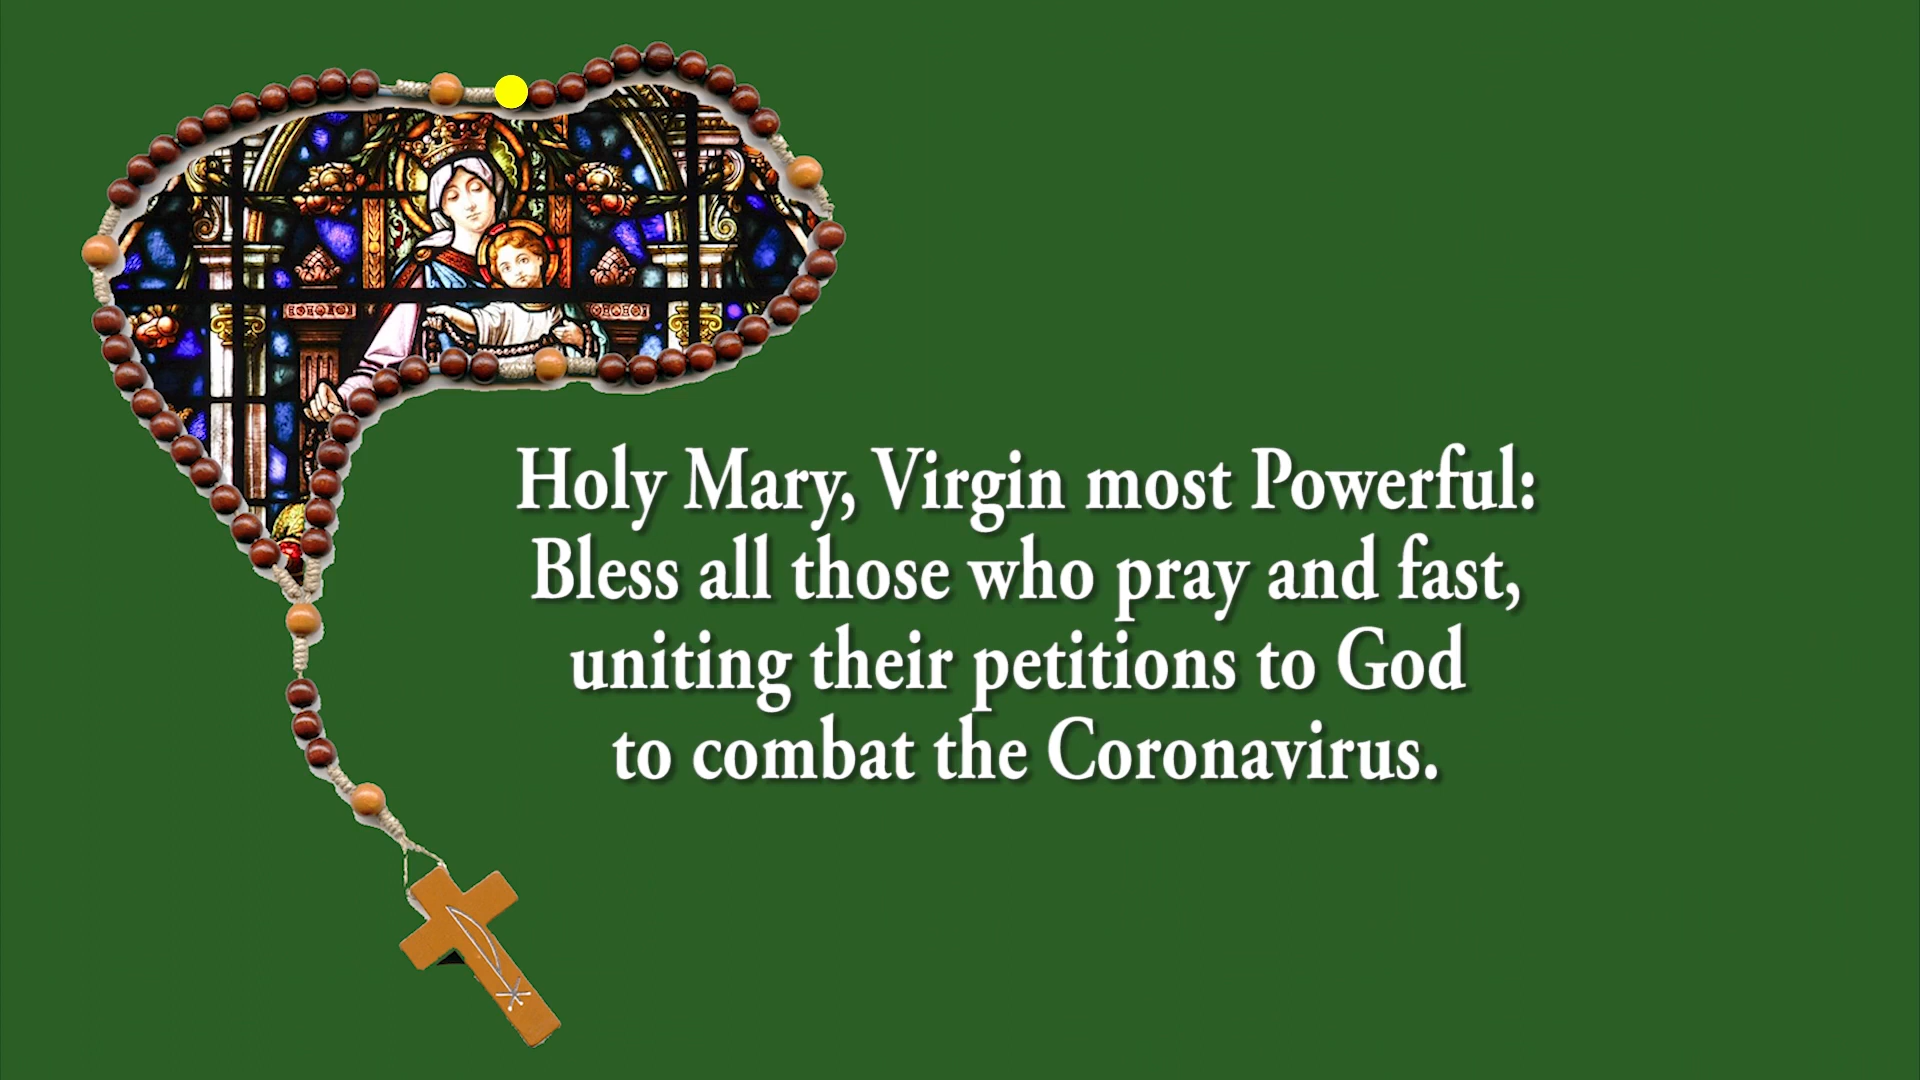 Holy Mary, Virgin most Powerful:
Bless all those who pray and fast,
uniting their petitions to God
to combat the Coronavirus.